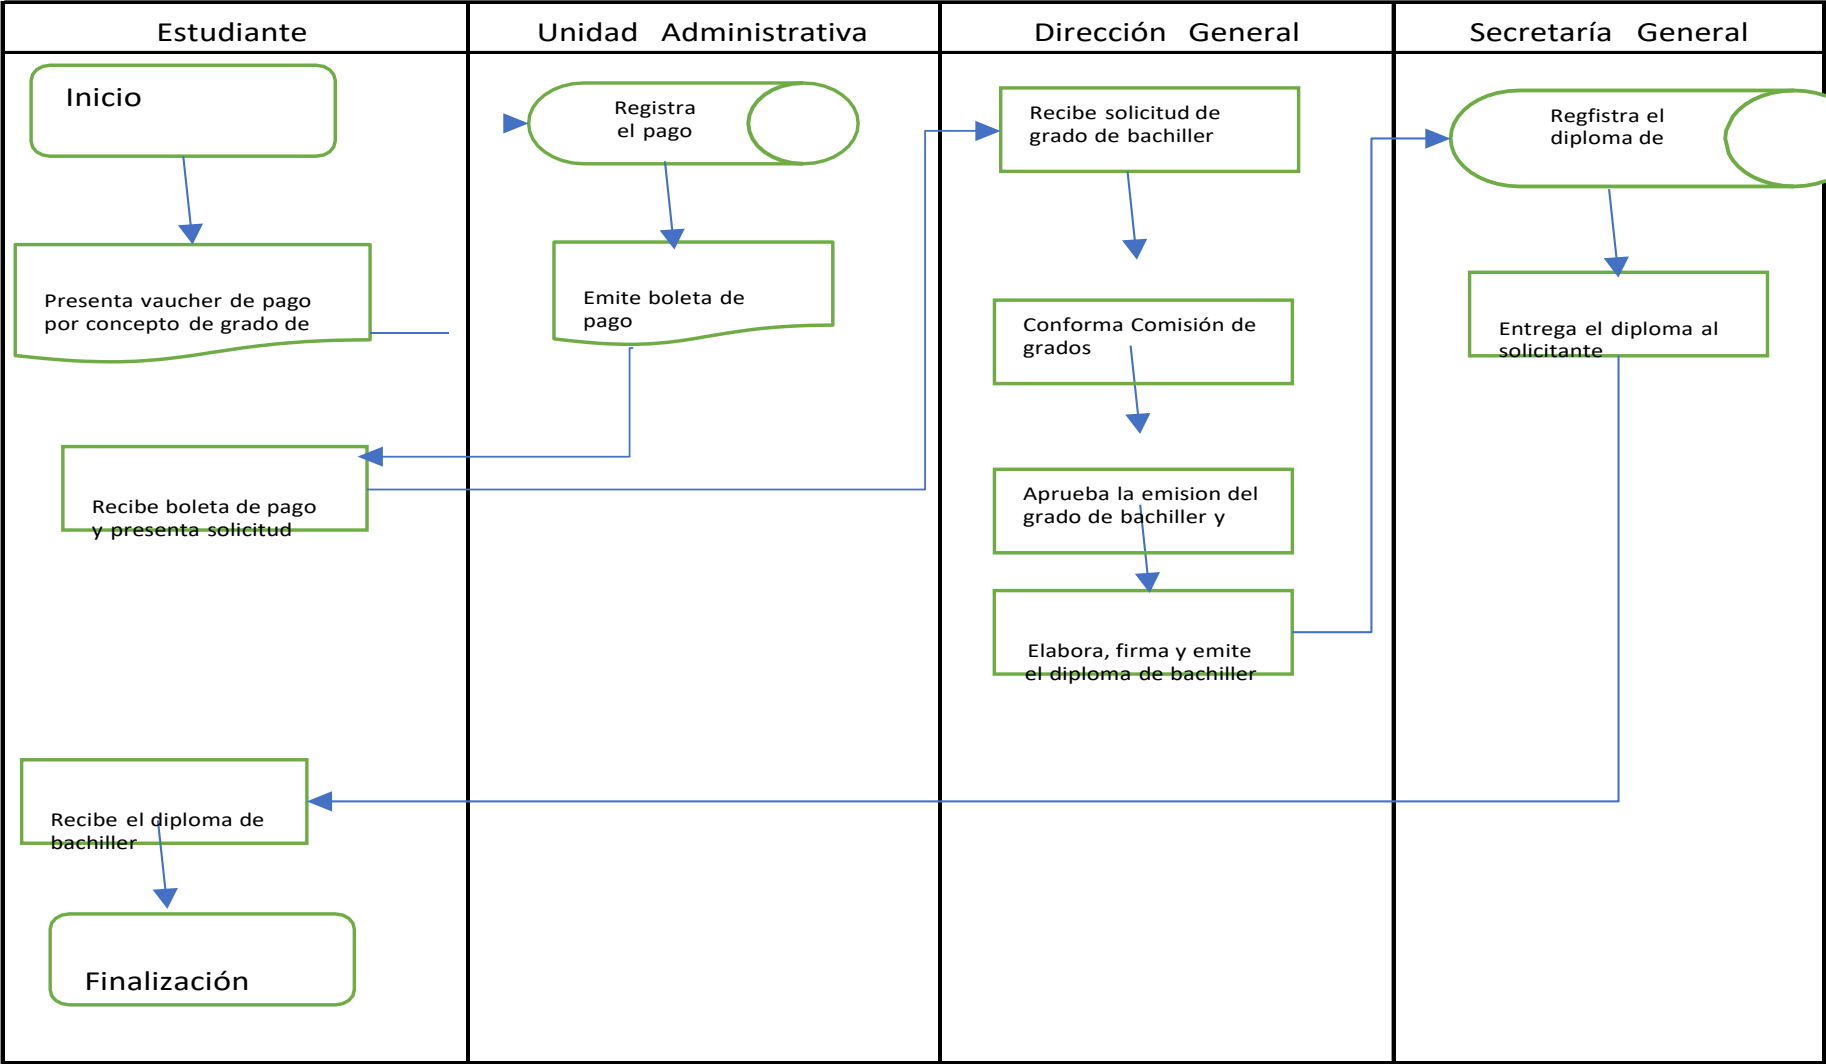 Estudiante
Unidad Administrativa
Dirección General
Secretaría General
Inicio
Presenta vaucher de pago
por concepto de grado de
Recibe boleta de pago
y presenta solicitud
Recibe el diploma de
bachiller
Finalización
Registra
el pago
Emite boleta de
pago
Recibe solicitud de
grado de bachiller
Conforma Comisión de
grados
Aprueba la emision del
grado de bachiller y
Elabora, firma y emite
el diploma de bachiller
Regfistra el
diploma de
Entrega el diploma al
solicitante